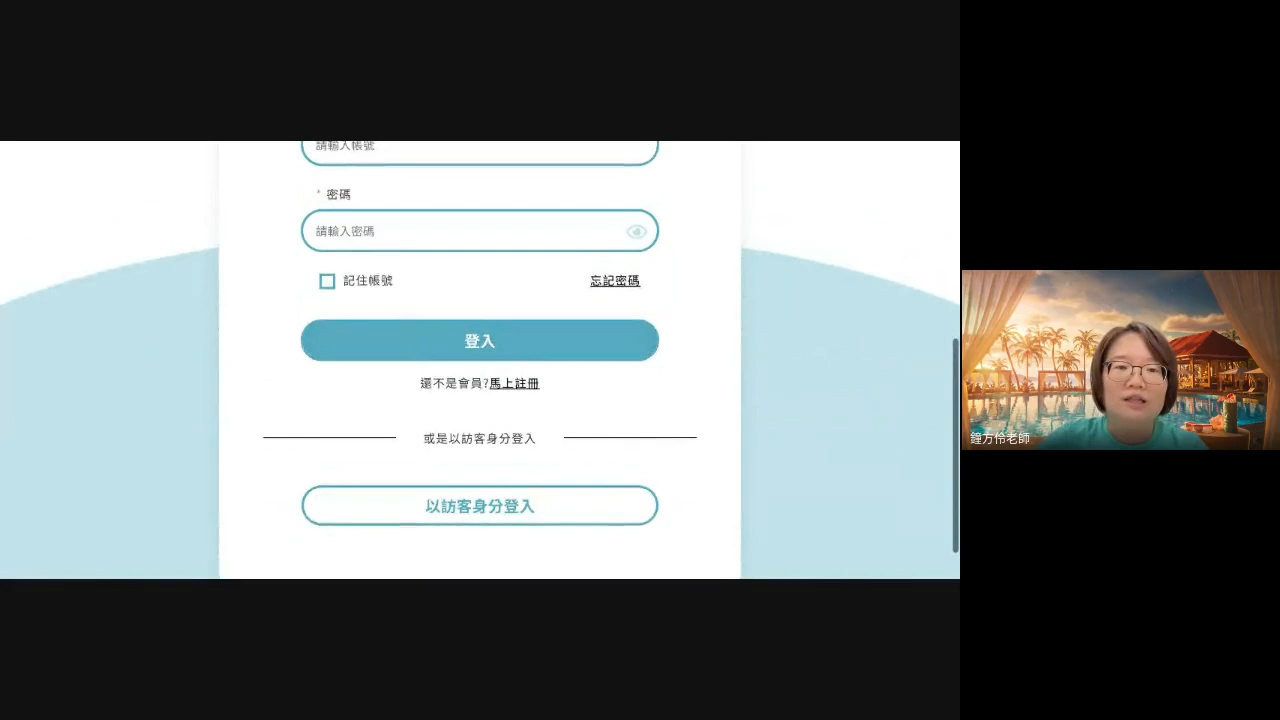 請輸入帳號
* 密碼
請輸入密碼
記住帳號 忘記密碼
登入
還不是會員?馬上註冊
或是以訪客身分登入
以訪客身分登入
鐘方伶老師